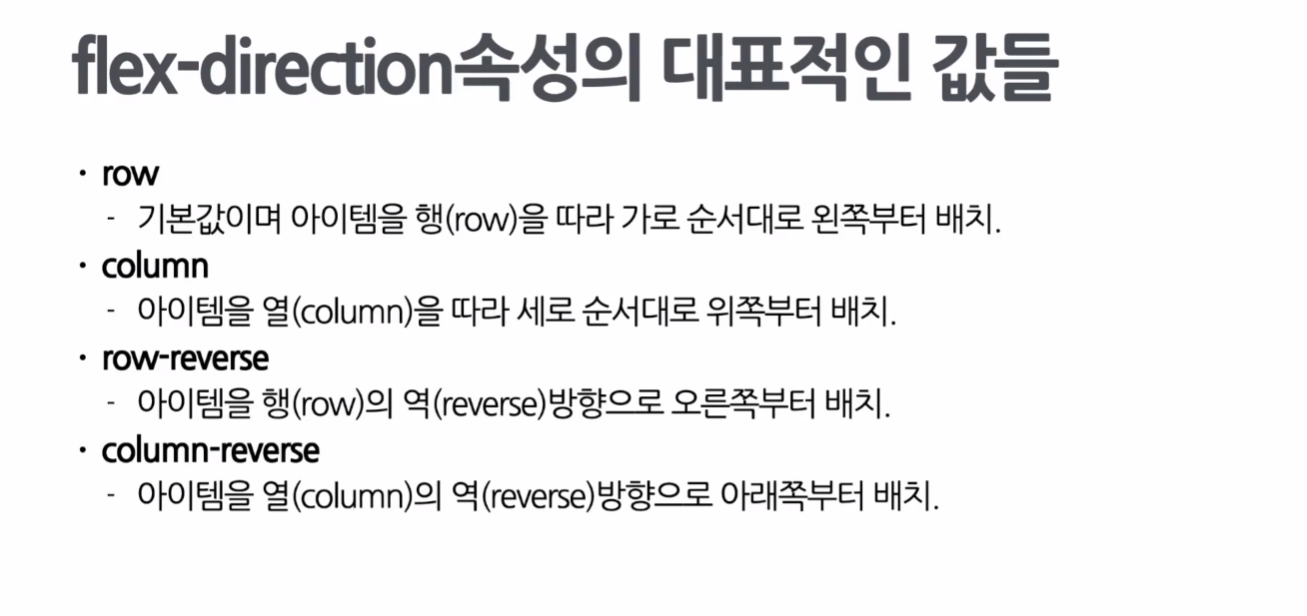 flex-direction속성의 대표적인 값들
· row
- 기본값이며 아이템을 행(row)을 따라 가로 순서대로 왼쪽부터 배치.
· column
- 아이템을 열(column)을 따라 세로 순서대로 위쪽부터 배치.
· row-reverse
- 아이템을 행(row)의 역(reverse)방향으로 오른쪽부터 배치.
· column-reverse
- 아이템을 열(column)의 역(reverse)방향으로 아래쪽부터 배치.